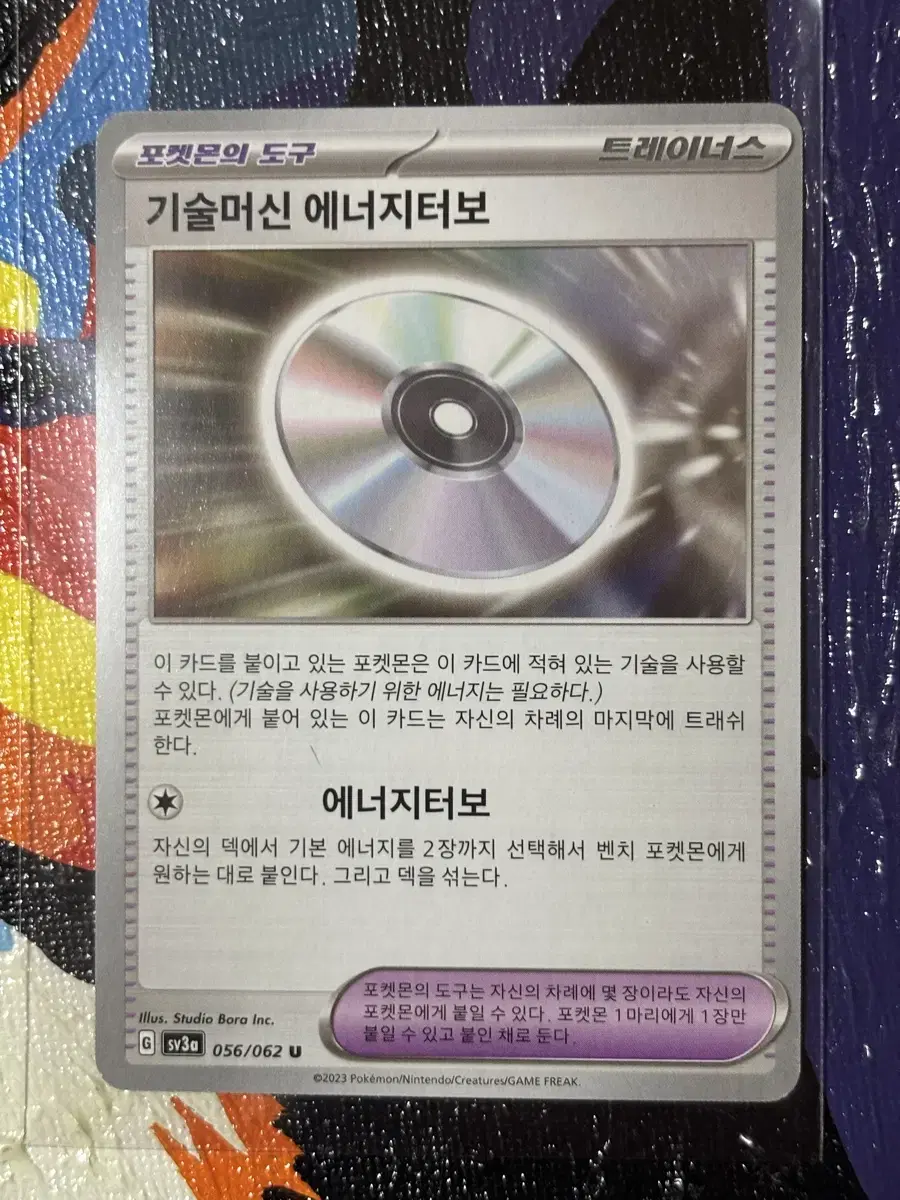 포켓몬의 도구
트레이너스
기술머신 에너지터보
이 카드를 붙이고 있는 포켓몬은 이 카드에 적혀 있는 기술을 사용할
수 있다. (기술을 사용하기 위한 에너지는 필요하다.)
포켓몬에게 붙어 있는 이 카드는 자신의 차례의 마지막에 트래쉬
한다.
에너지터보
자신의 덱에서 기본 에너지를 2장까지 선택해서 벤치 포켓몬에게
원하는 대로 붙인다. 그리고 덱을 섞는다.
포켓몬의 도구는 자신의 차례에 몇 장이라도 자신의
포켓몬에게 붙일 수 있다. 포켓몬 1마리에게 1장만
붙일 수 있고 붙인 채로 둔다.
Illus. Studio Bora Inc.
G sv3a 056/062 U
©2023 Pokémon/Nintendo/Creatures/GAME FREAK.